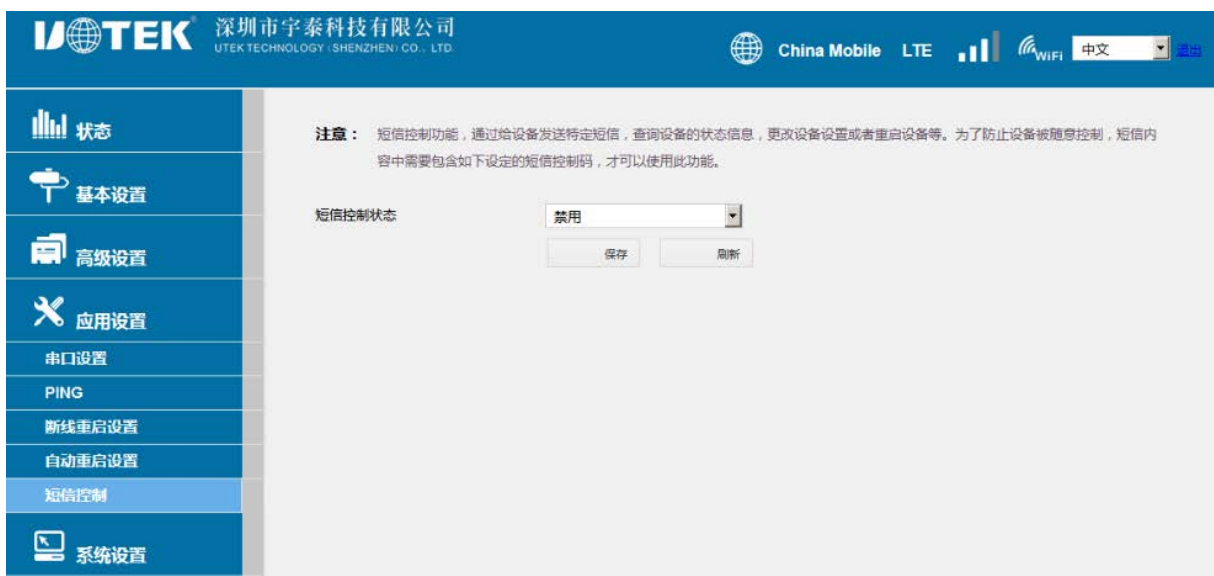 UOTEK
深圳市宇泰科技有限公司
UTEK TECHNOLOGY (SHENZHEN) CO., LTD.
China Mobile LTE WiFi 中文 退出
状态
基本设置
高级设置
应用设置
串口设置
PING
断线重启设置
自动重启设置
短信控制
系统设置
注意： 短信控制功能，通过给设备发送特定短信，查询设备的状态信息，更改设备设置或者重启设备等。为了防止设备被随意控制，短信内
容中需要包含如下设定的短信控制码，才可以使用此功能。
短信控制状态 禁用
保存 刷新